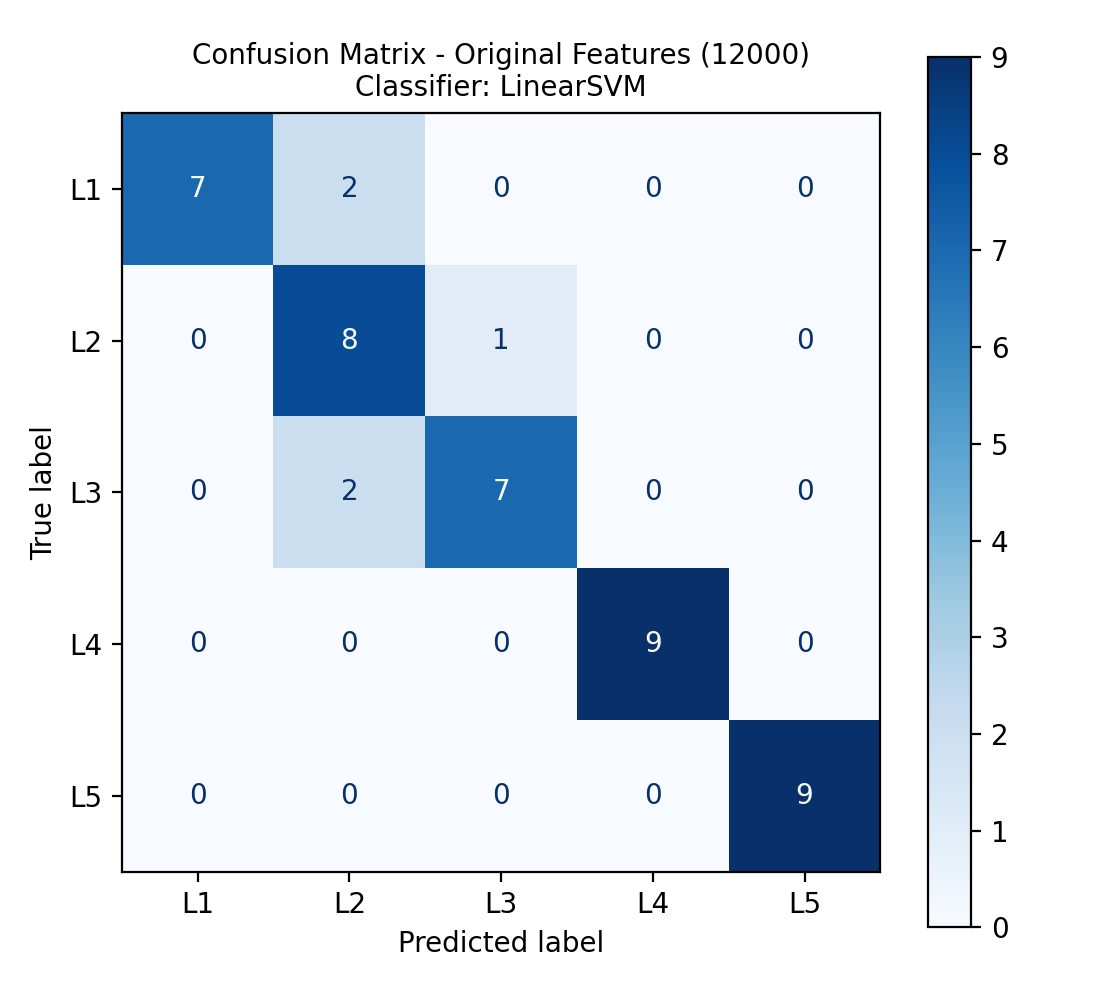 Confusion Matrix - Original Features (12000)
Classifier: LinearSVM
9
8
7
6
5
4
3
2
1
0
True label
L1 7 2 0 0 0
L2 0 8 1 0 0
L3 0 2 7 0 0
L4 0 0 0 9 0
L5 0 0 0 0 9
L1 L2 L3 L4 L5
Predicted label